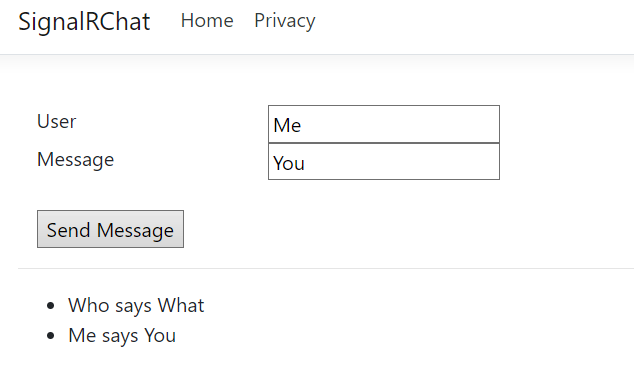 SignalRChat Home Privacy
User Me
Message You
Send Message
Who says What
Me says You